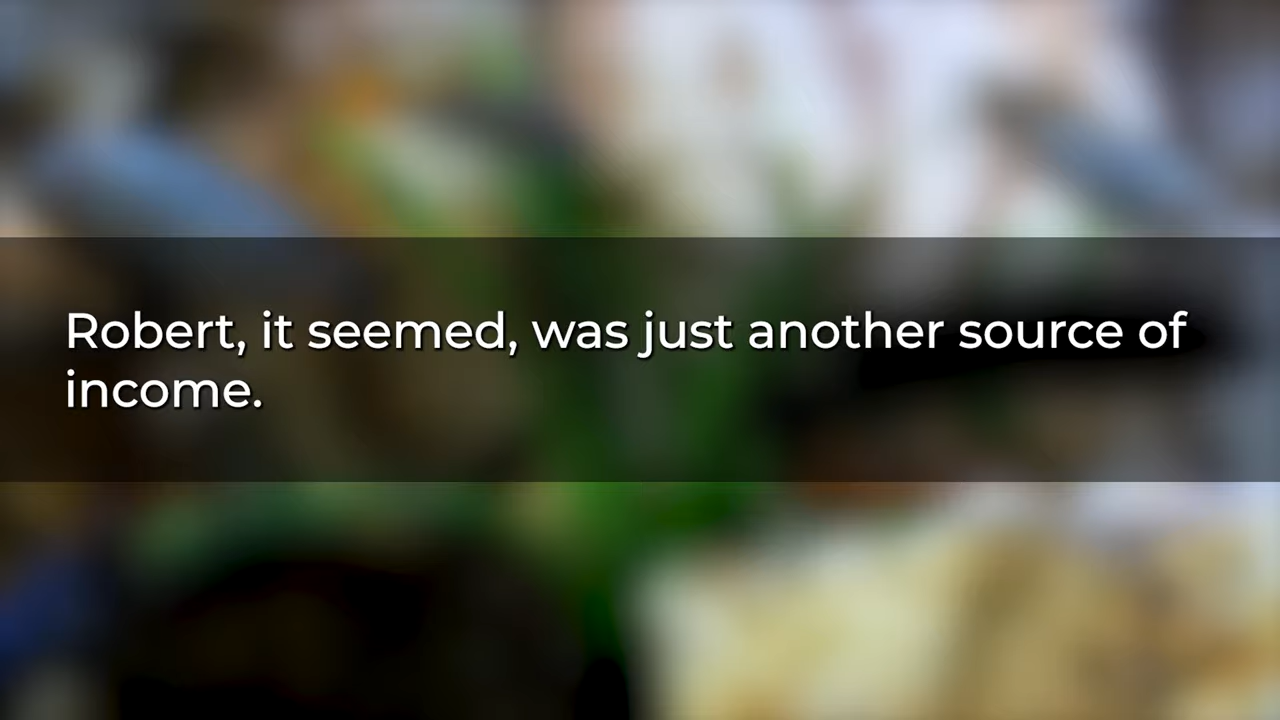 Robert, it seemed, was just another source of
income.